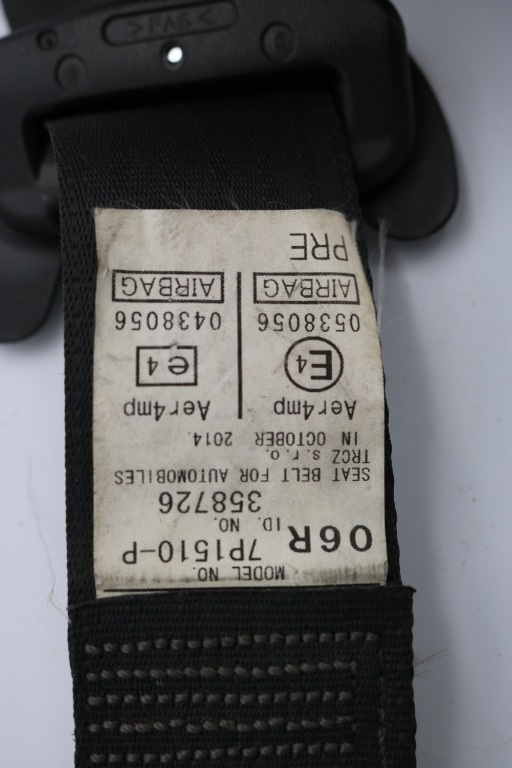 >PA6<
MODEL NO.
06R 7P1510-P
ID. NO.
358726
SEAT BELT FOR AUTOMOBILES
TRCZ s.r.o.
IN OCTOBER 2014.
Aer4mp Aer4mp
E4 e4
0538056 0438056
AIRBAG AIRBAG
PRE